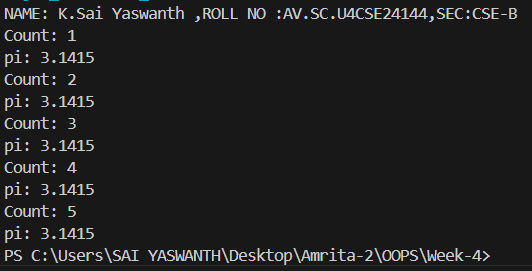 NAME: K.Sai Yaswanth ,ROLL NO :AV.SC.U4CSE24144,SEC:CSE-B
Count: 1
pi: 3.1415
Count: 2
pi: 3.1415
Count: 3
pi: 3.1415
Count: 4
pi: 3.1415
Count: 5
pi: 3.1415
PS C:\Users\SAI YASWANTH\Desktop\Amrita-2\OOPS\Week-4>